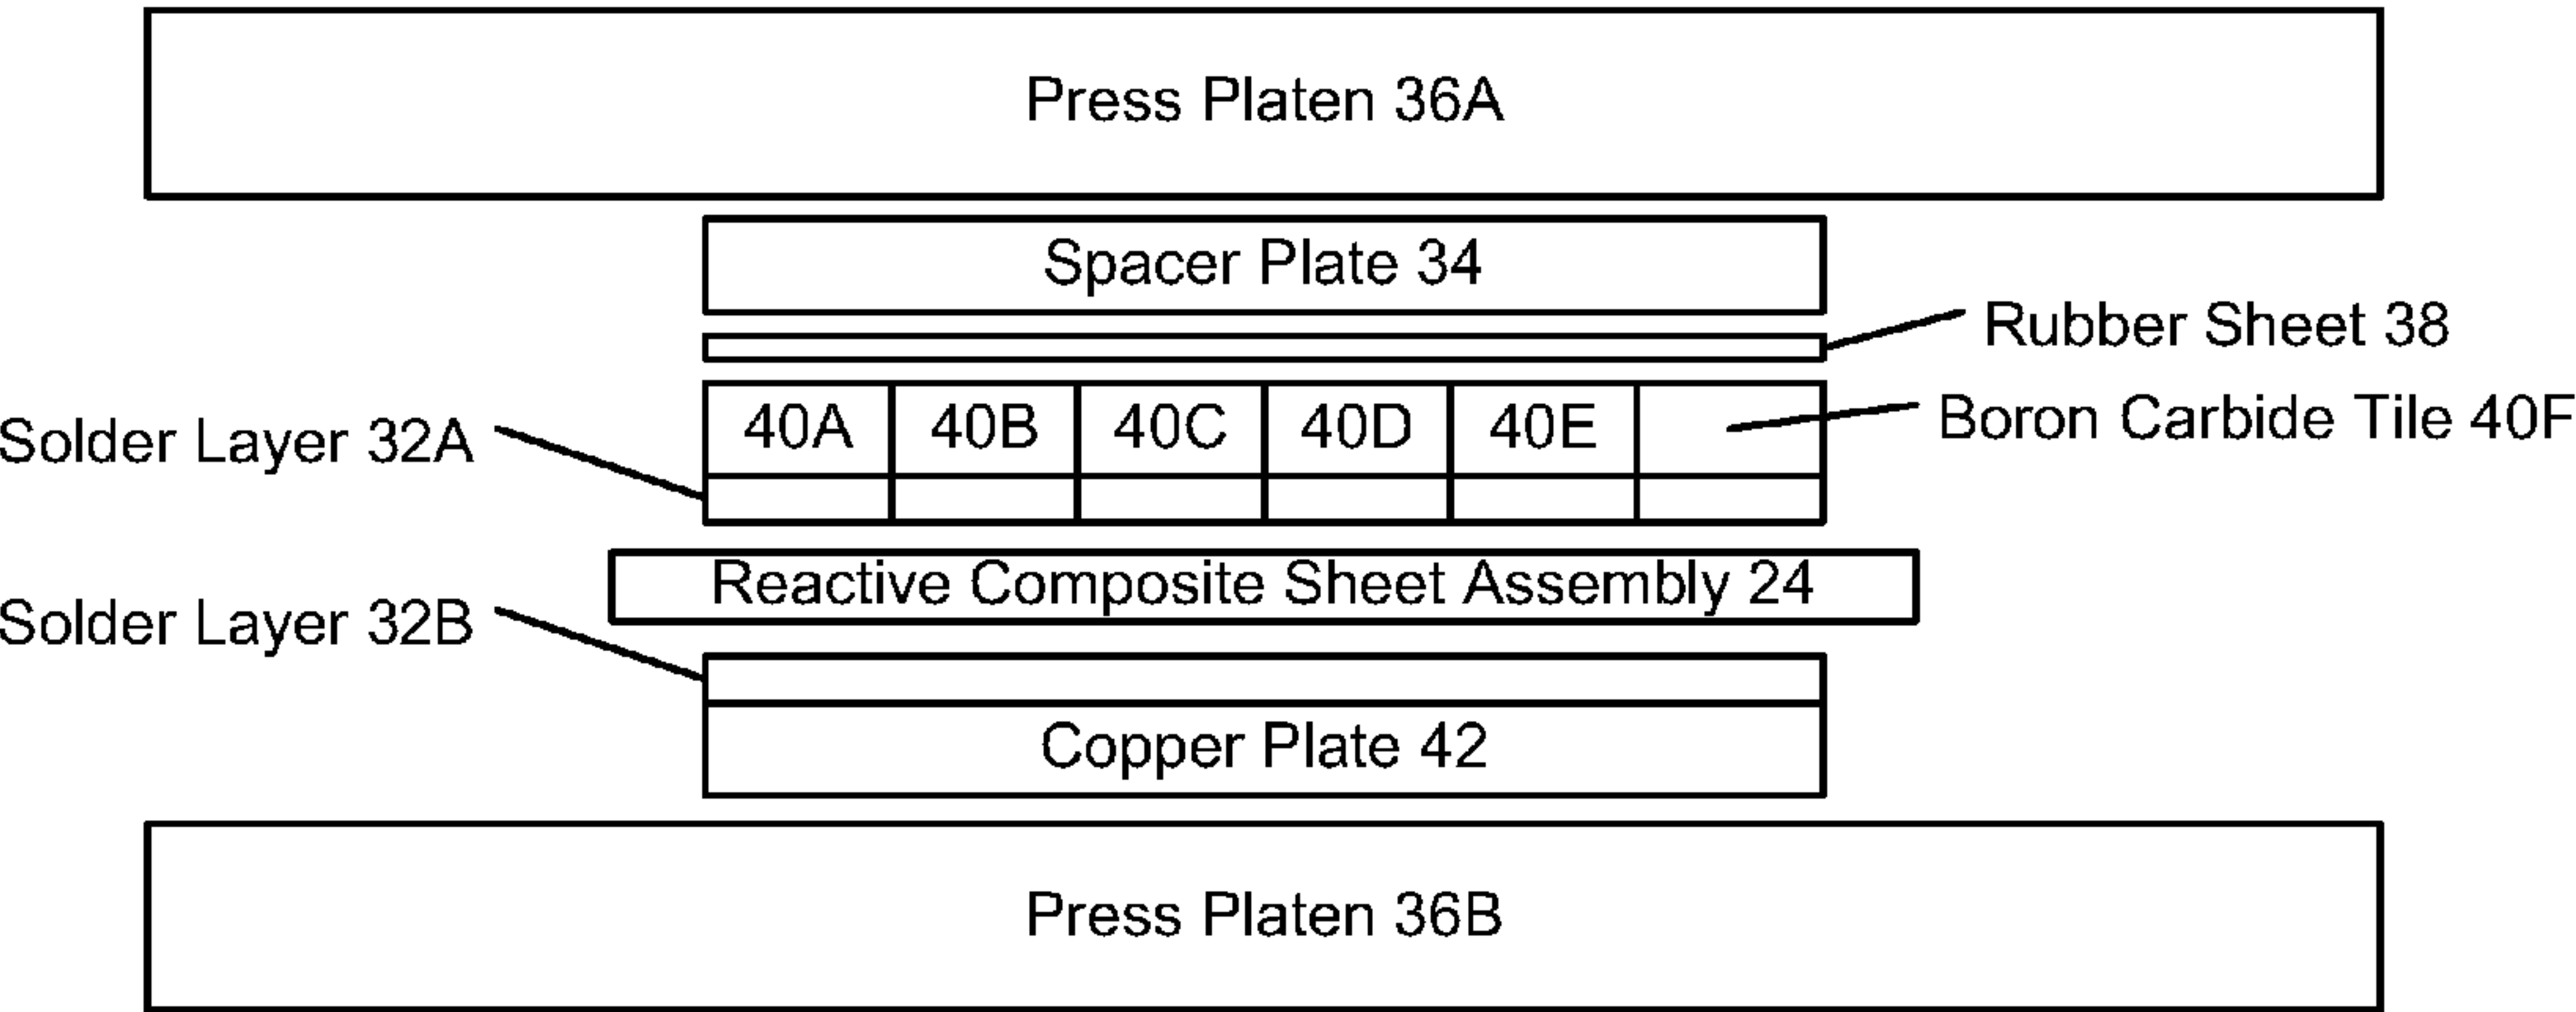 Press Platen 36A
Spacer Plate 34
Rubber Sheet 38
40A 40B 40C 40D 40E
Boron Carbide Tile 40F
Solder Layer 32A
Reactive Composite Sheet Assembly 24
Solder Layer 32B
Copper Plate 42
Press Platen 36B